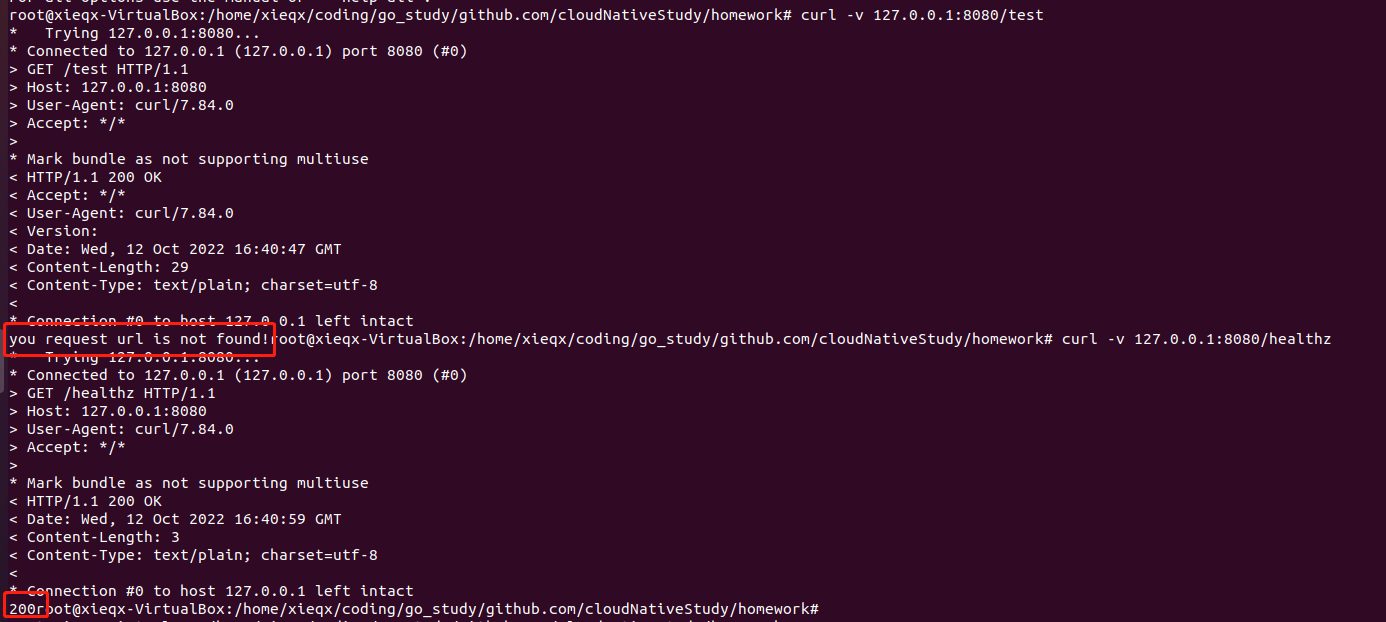 root@xieqx-VirtualBox:/home/xieqx/coding/go_study/github.com/cloudNativeStudy/homework# curl -v 127.0.0.1:8080/test
*   Trying 127.0.0.1:8080...
* Connected to 127.0.0.1 (127.0.0.1) port 8080 (#0)
> GET /test HTTP/1.1
> Host: 127.0.0.1:8080
> User-Agent: curl/7.84.0
> Accept: */*
>
* Mark bundle as not supporting multiuse
< HTTP/1.1 200 OK
< Accept: */*
< User-Agent: curl/7.84.0
< Version:
< Date: Wed, 12 Oct 2022 16:40:47 GMT
< Content-Length: 29
< Content-Type: text/plain; charset=utf-8
<
* Connection #0 to host 127.0.0.1 left intact
you request url is not found!root@xieqx-VirtualBox:/home/xieqx/coding/go_study/github.com/cloudNativeStudy/homework# curl -v 127.0.0.1:8080/healthz
*   Trying 127.0.0.1:8080...
* Connected to 127.0.0.1 (127.0.0.1) port 8080 (#0)
> GET /healthz HTTP/1.1
> Host: 127.0.0.1:8080
> User-Agent: curl/7.84.0
> Accept: */*
>
* Mark bundle as not supporting multiuse
< HTTP/1.1 200 OK
< Date: Wed, 12 Oct 2022 16:40:59 GMT
< Content-Length: 3
< Content-Type: text/plain; charset=utf-8
<
* Connection #0 to host 127.0.0.1 left intact
200root@xieqx-VirtualBox:/home/xieqx/coding/go_study/github.com/cloudNativeStudy/homework#